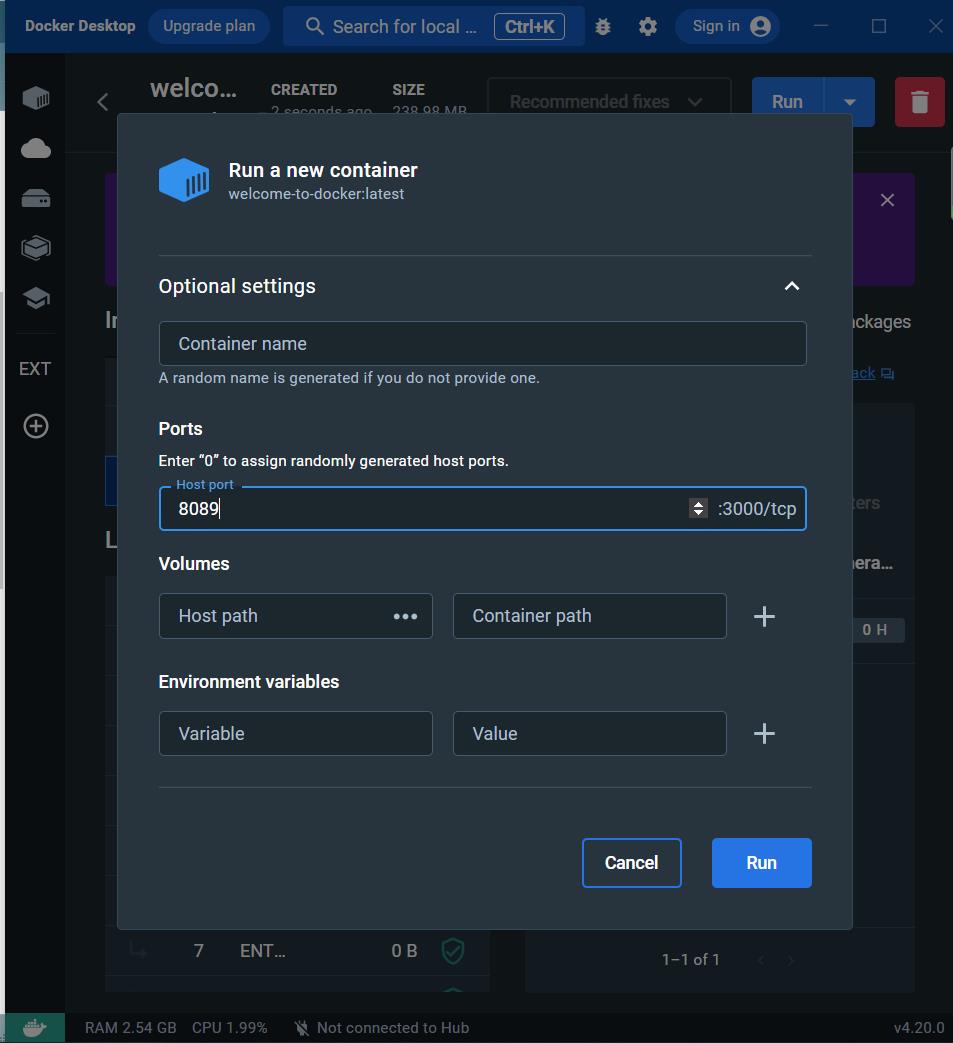 Docker Desktop Upgrade plan Search for local ... Ctrl+K Sign in
welco... CREATED SIZE Recommended fixes Run
2 seconds ago 238.98 MB
Run a new container
welcome-to-docker:latest
Optional settings
ckages
Container name
A random name is generated if you do not provide one.
EXT
ack
Ports
Enter “0” to assign randomly generated host ports.
Host port
8089 :3000/tcp
ters
Volumes
nera...
Host path ••• Container path
0 H
Environment variables
Variable Value
Cancel Run
7 ENT... 0 B
1–1 of 1
RAM 2.54 GB CPU 1.99% Not connected to Hub v4.20.0